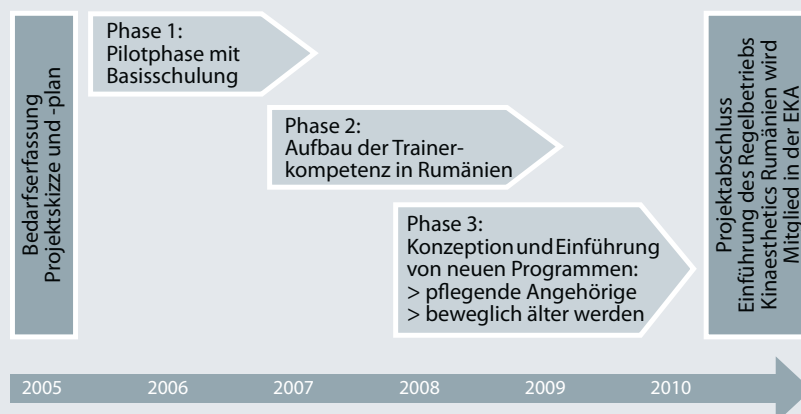 Bedarfserfassung
Projektskizze und -plan
Phase 1:
Pilotphase mit
Basisschulung
Phase 2:
Aufbau der Trainer-
kompetenz in Rumänien
Phase 3:
Konzeption und Einführung
von neuen Programmen:
> pflegende Angehörige
> beweglich älter werden
Projektabschluss
Einführung des Regelbetriebs
Kinaesthetics Rumänien wird
Mitglied in der EKA
2005 2006 2007 2008 2009 2010